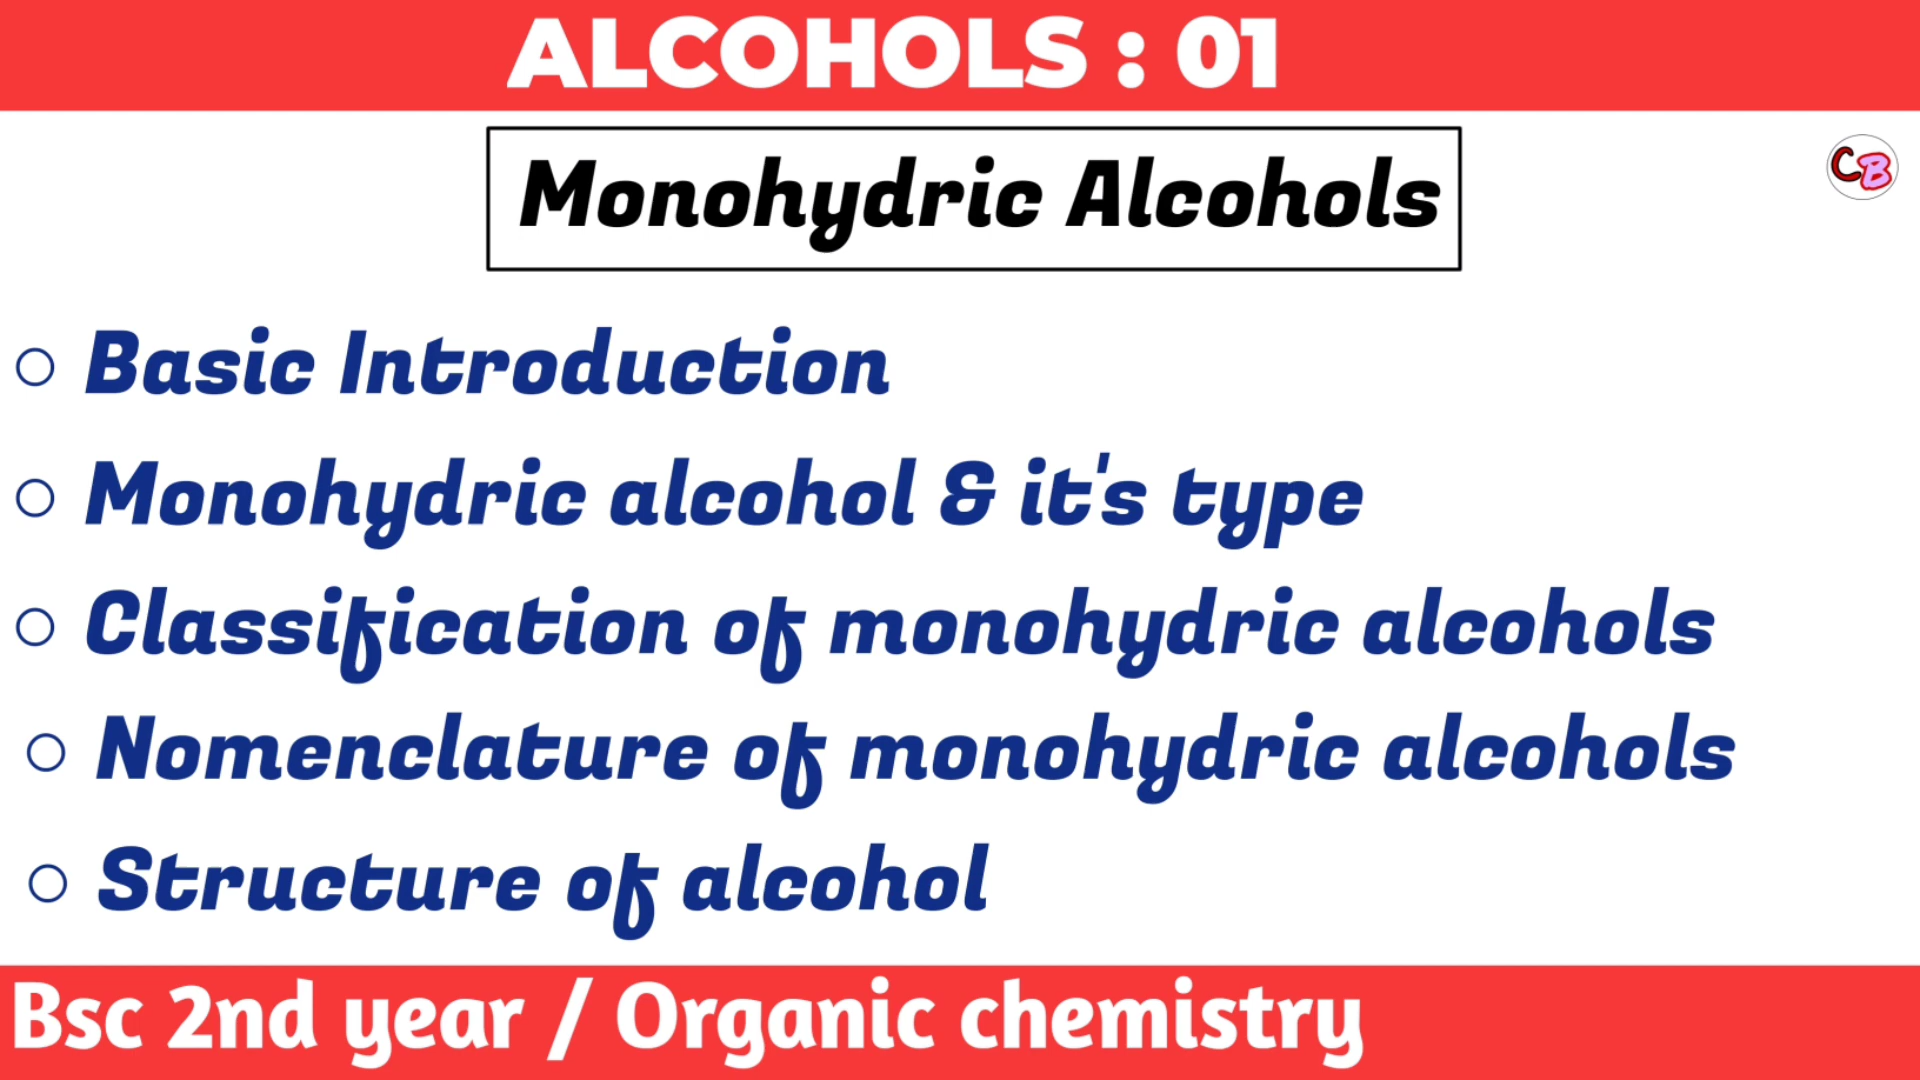 ALCOHOLS : 01
Monohydric Alcohols
CB
Basic Introduction
Monohydric alcohol & it's type
Classification of monohydric alcohols
Nomenclature of monohydric alcohols
Structure of alcohol
Bsc 2nd year / Organic chemistry